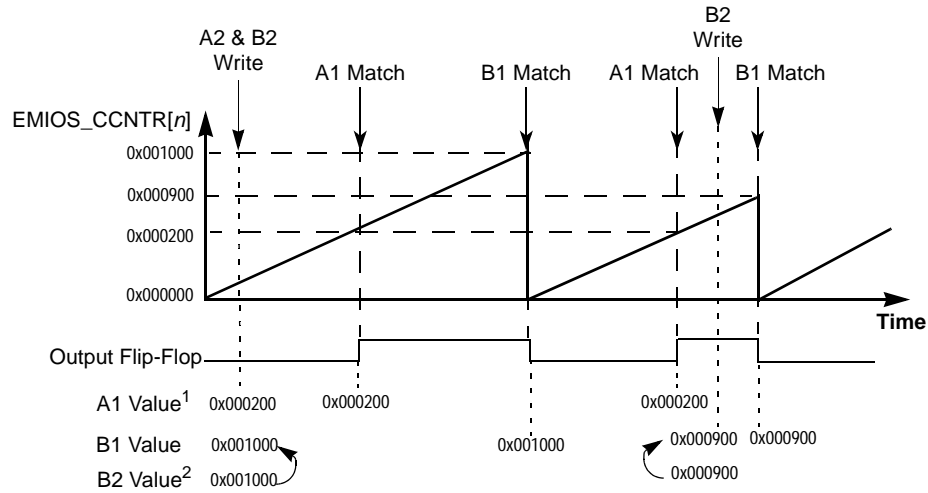 A2 & B2
Write
B2
Write
A1 Match
B1 Match
A1 Match
B1 Match
EMIOS_CCNTR[n]
0x001000
0x000900
0x000200
0x000000
Time
Output Flip-Flop
A1 Value1 0x000200 0x000200 0x000200
B1 Value 0x001000 0x001000 0x000900 0x000900
B2 Value2 0x001000 0x000900